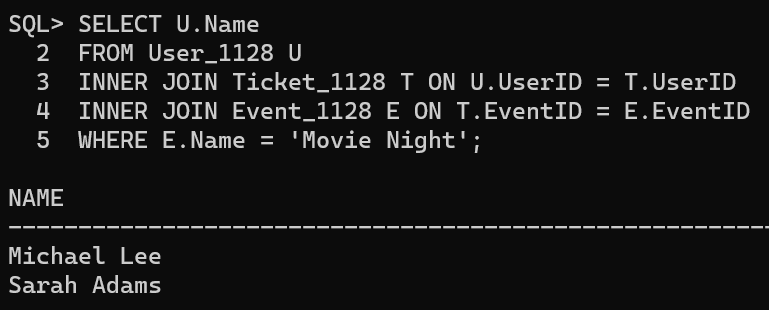 SQL> SELECT U.Name
  2  FROM User_1128 U
  3  INNER JOIN Ticket_1128 T ON U.UserID = T.UserID
  4  INNER JOIN Event_1128 E ON T.EventID = E.EventID
  5  WHERE E.Name = 'Movie Night';
NAME
------------------------------------------------------
Michael Lee
Sarah Adams